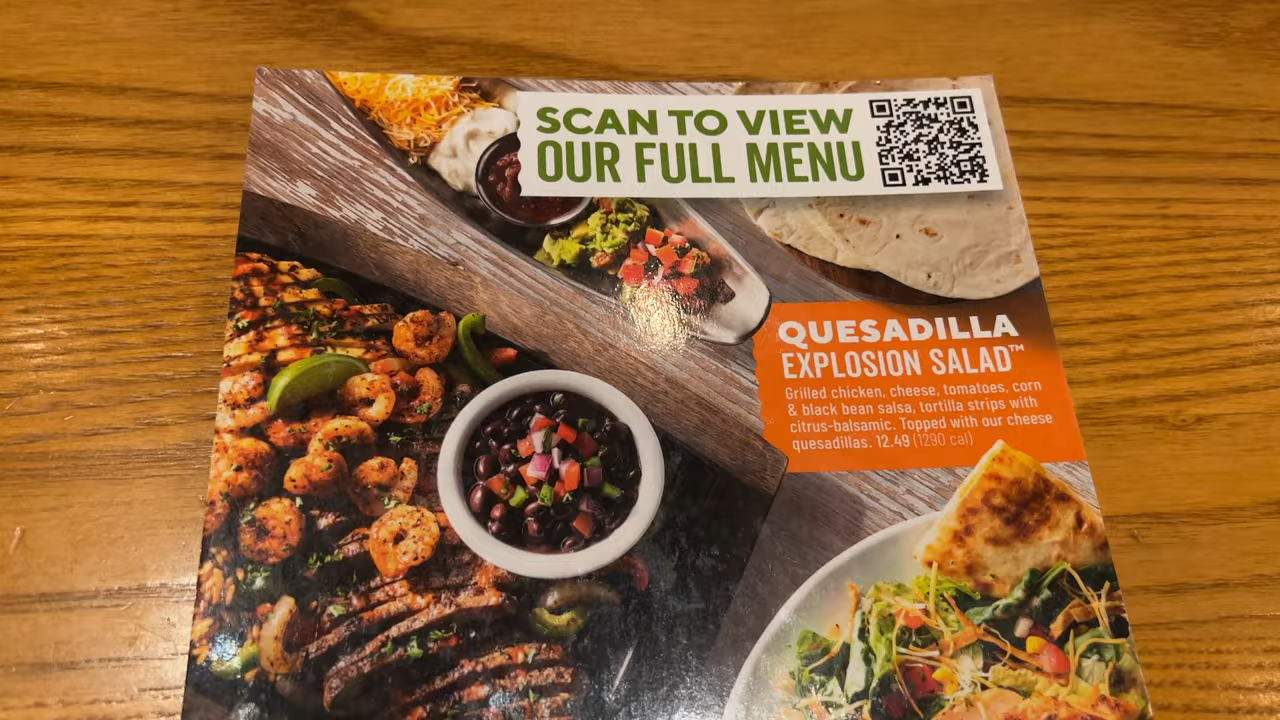 SCAN TO VIEW
OUR FULL MENU
QUESADILLA
EXPLOSION SALAD™
Grilled chicken, cheese, tomatoes, corn
& black bean salsa, tortilla strips with
citrus-balsamic. Topped with our cheese
quesadillas. 12.49 (1290 cal)